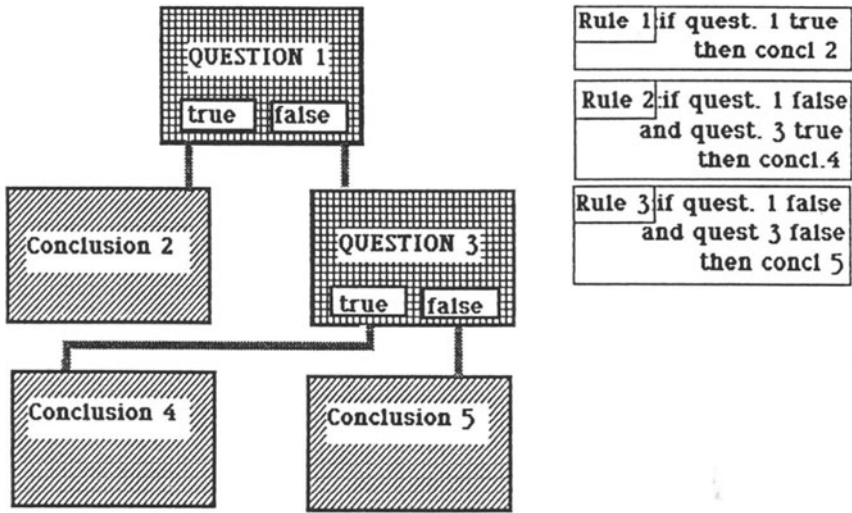 QUESTION 1
true false
Conclusion 2
QUESTION 3
true false
Conclusion 4
Conclusion 5
Rule 1:if quest. 1 true
then concl 2
Rule 2:if quest. 1 false
and quest. 3 true
then concl.4
Rule 3:if quest. 1 false
and quest 3 false
then concl 5